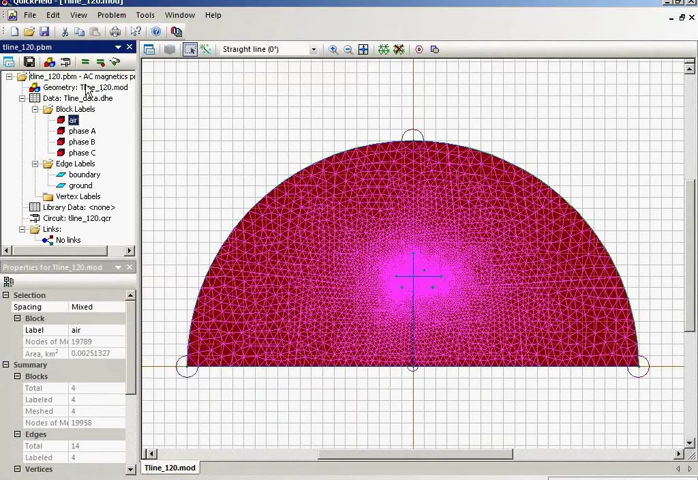 QuickField - [Tline_120.mod]
File Edit View Problem Tools Window Help
tline_120.pbm
Straight line (0°)
tline_120.pbm - AC magnetics pr
Geometry: Tline_120.mod
Data: Tline_data.dhe
Block Labels
air
phase A
phase B
phase C
Edge Labels
boundary
ground
Vertex Labels
Library Data: <none>
Circuit: tline_120.qcr
Links:
No links
Properties for Tline_120.mod
Selection
Spacing Mixed
Block
Label air
Nodes of Me 19789
Area, km² 0.00251327
Summary
Blocks
Total 4
Labeled 4
Meshed 4
Nodes of Me 19958
Edges
Total 14
Labeled 4
Vertices
Tline_120.mod